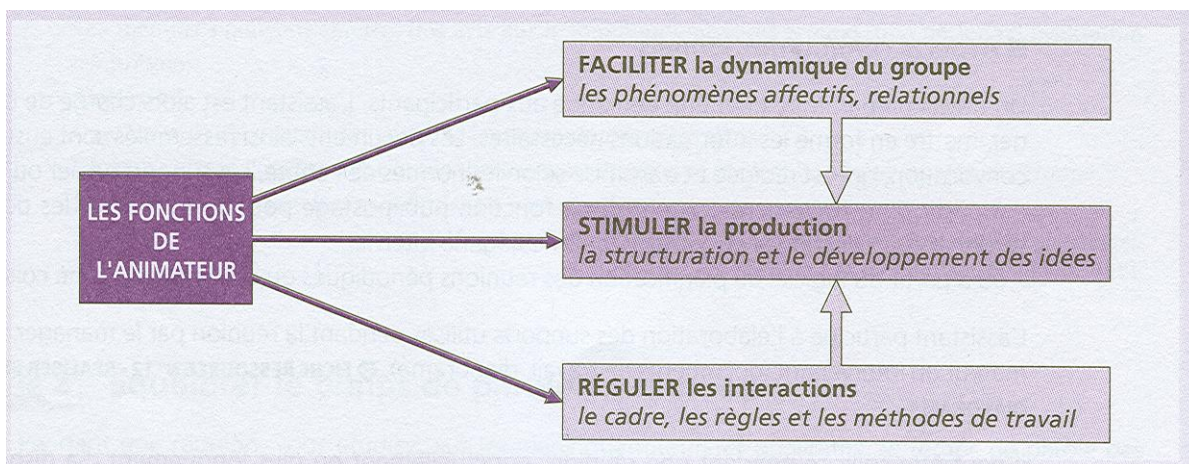 FACILITER la dynamique du groupe
les phénomènes affectifs, relationnels
LES FONCTIONS
DE
L'ANIMATEUR
STIMULER la production
la structuration et le développement des idées
RÉGULER les interactions
le cadre, les règles et les méthodes de travail